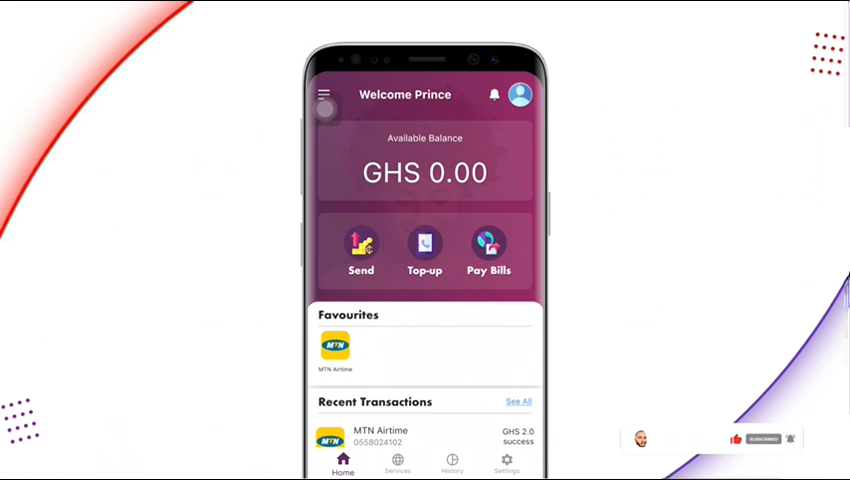 Welcome Prince
Available Balance
GHS 0.00
Send
Top-up
Pay Bills
Favourites
MTN
MTN Airtime
Recent Transactions
See All
MTN
MTN Airtime
GHS 2.0
0558024102
success
Home
Services
History
Settings
SUBSCRIBED